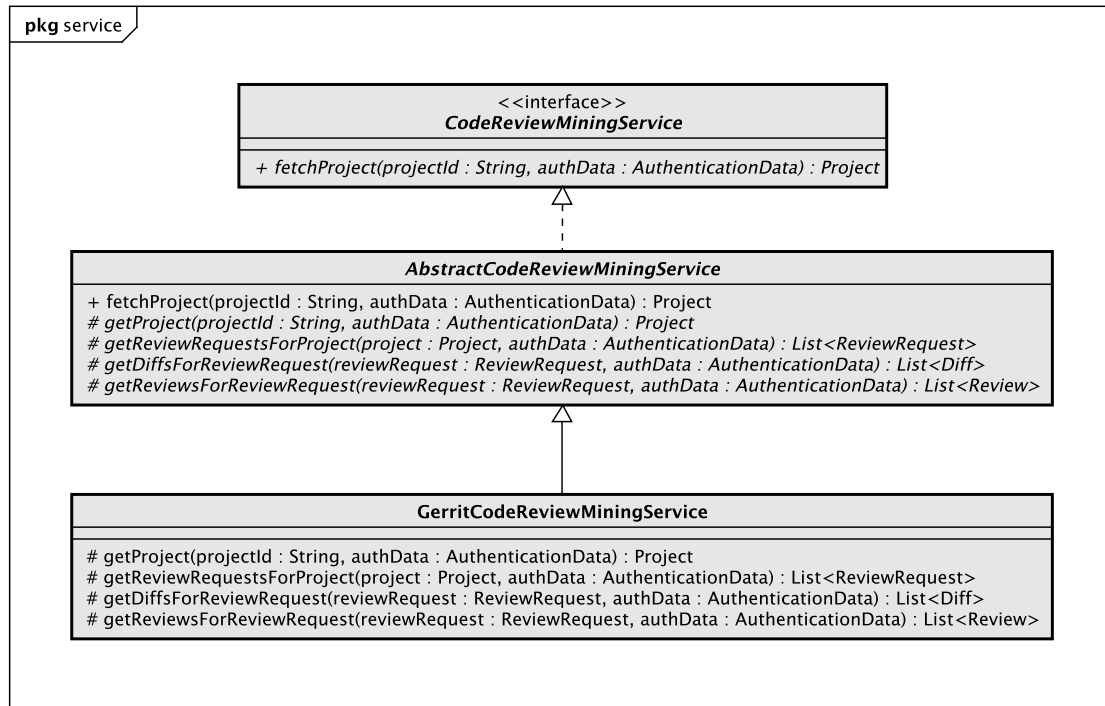 pkg service
<<interface>>
CodeReviewMiningService
+ fetchProject(projectId : String, authData : AuthenticationData) : Project
AbstractCodeReviewMiningService
+ fetchProject(projectId : String, authData : AuthenticationData) : Project
# getProject(projectId : String, authData : AuthenticationData) : Project
# getReviewRequestsForProject(project : Project, authData : AuthenticationData) : List<ReviewRequest>
# getDiffsForReviewRequest(reviewRequest : ReviewRequest, authData : AuthenticationData) : List<Diff>
# getReviewsForReviewRequest(reviewRequest : ReviewRequest, authData : AuthenticationData) : List<Review>
GerritCodeReviewMiningService
# getProject(projectId : String, authData : AuthenticationData) : Project
# getReviewRequestsForProject(project : Project, authData : AuthenticationData) : List<ReviewRequest>
# getDiffsForReviewRequest(reviewRequest : ReviewRequest, authData : AuthenticationData) : List<Diff>
# getReviewsForReviewRequest(reviewRequest : ReviewRequest, authData : AuthenticationData) : List<Review>